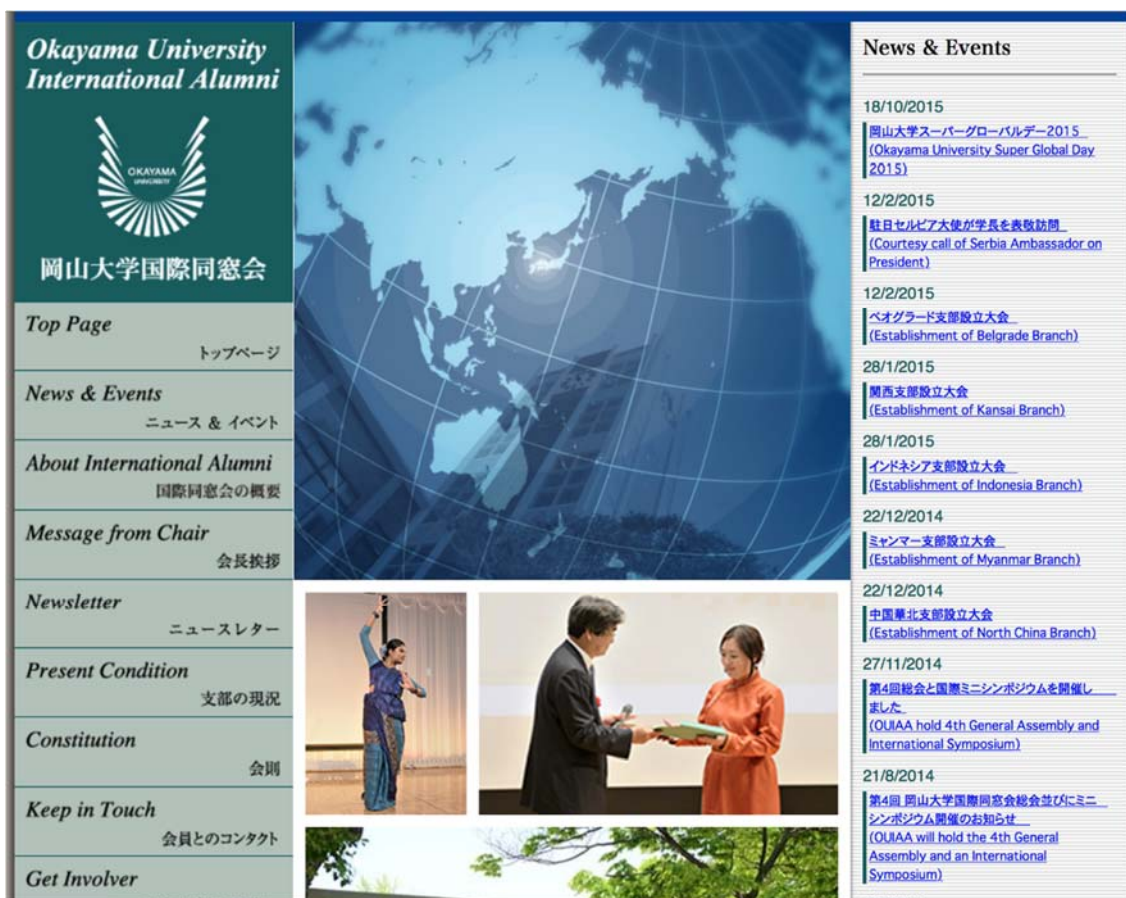 Okayama University
International Alumni
OKAYAMA
UNIVERSITY
岡山大学国際同窓会
Top Page
トップページ
News & Events
ニュース & イベント
About International Alumni
国際同窓会の概要
Message from Chair
会長挨拶
Newsletter
ニュースレター
Present Condition
支部の現況
Constitution
会則
Keep in Touch
会員とのコンタクト
Get Involver
News & Events
18/10/2015
岡山大学スーパーグローバルデー2015
(Okayama University Super Global Day
2015)
12/2/2015
駐日セルビア大使が学長を表敬訪問
(Courtesy call of Serbia Ambassador on
President)
12/2/2015
ベオグラード支部設立大会
(Establishment of Belgrade Branch)
28/1/2015
関西支部設立大会
(Establishment of Kansai Branch)
28/1/2015
インドネシア支部設立大会
(Establishment of Indonesia Branch)
22/12/2014
ミャンマー支部設立大会
(Establishment of Myanmar Branch)
22/12/2014
中国華北支部設立大会
(Establishment of North China Branch)
27/11/2014
第4回総会と国際ミニシンポジウムを開催し
ました
(OUIAA hold 4th General Assembly and
International Symposium)
21/8/2014
第4回 岡山大学国際同窓会総会並びにミニ
シンポジウム開催のお知らせ
(OUIAA will hold the 4th General
Assembly and an International
Symposium)